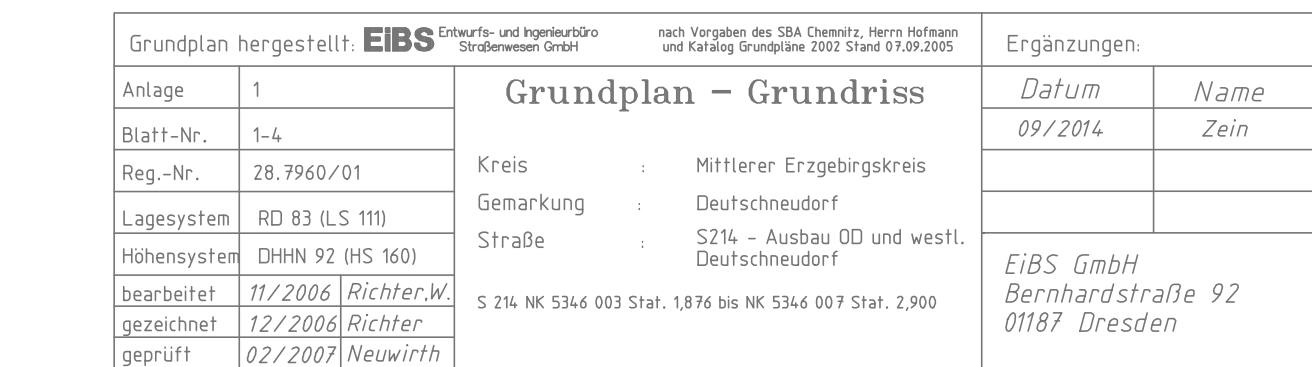 Grundplan hergestellt: EiBS Entwurfs- und Ingenieurbüro Straßenwesen GmbH
nach Vorgaben des SBA Chemnitz, Herrn Hofmann
und Katalog Grundpläne 2002 Stand 07.09.2005
Anlage 1
Blatt-Nr. 1-4
Reg.-Nr. 28.7960/01
Lagesystem RD 83 (LS 111)
Höhensystem DHHN 92 (HS 160)
bearbeitet 11/2006 Richter,W.
gezeichnet 12/2006 Richter
geprüft 02/2007 Neuwirth
Grundplan - Grundriss
Kreis : Mittlerer Erzgebirgskreis
Gemarkung : Deutschneudorf
Straße : S214 - Ausbau OD und westl.
Deutschneudorf
S 214 NK 5346 003 Stat. 1,876 bis NK 5346 007 Stat. 2,900
Ergänzungen:
Datum Name
09/2014 Zein
EiBS GmbH
Bernhardstraße 92
01187 Dresden